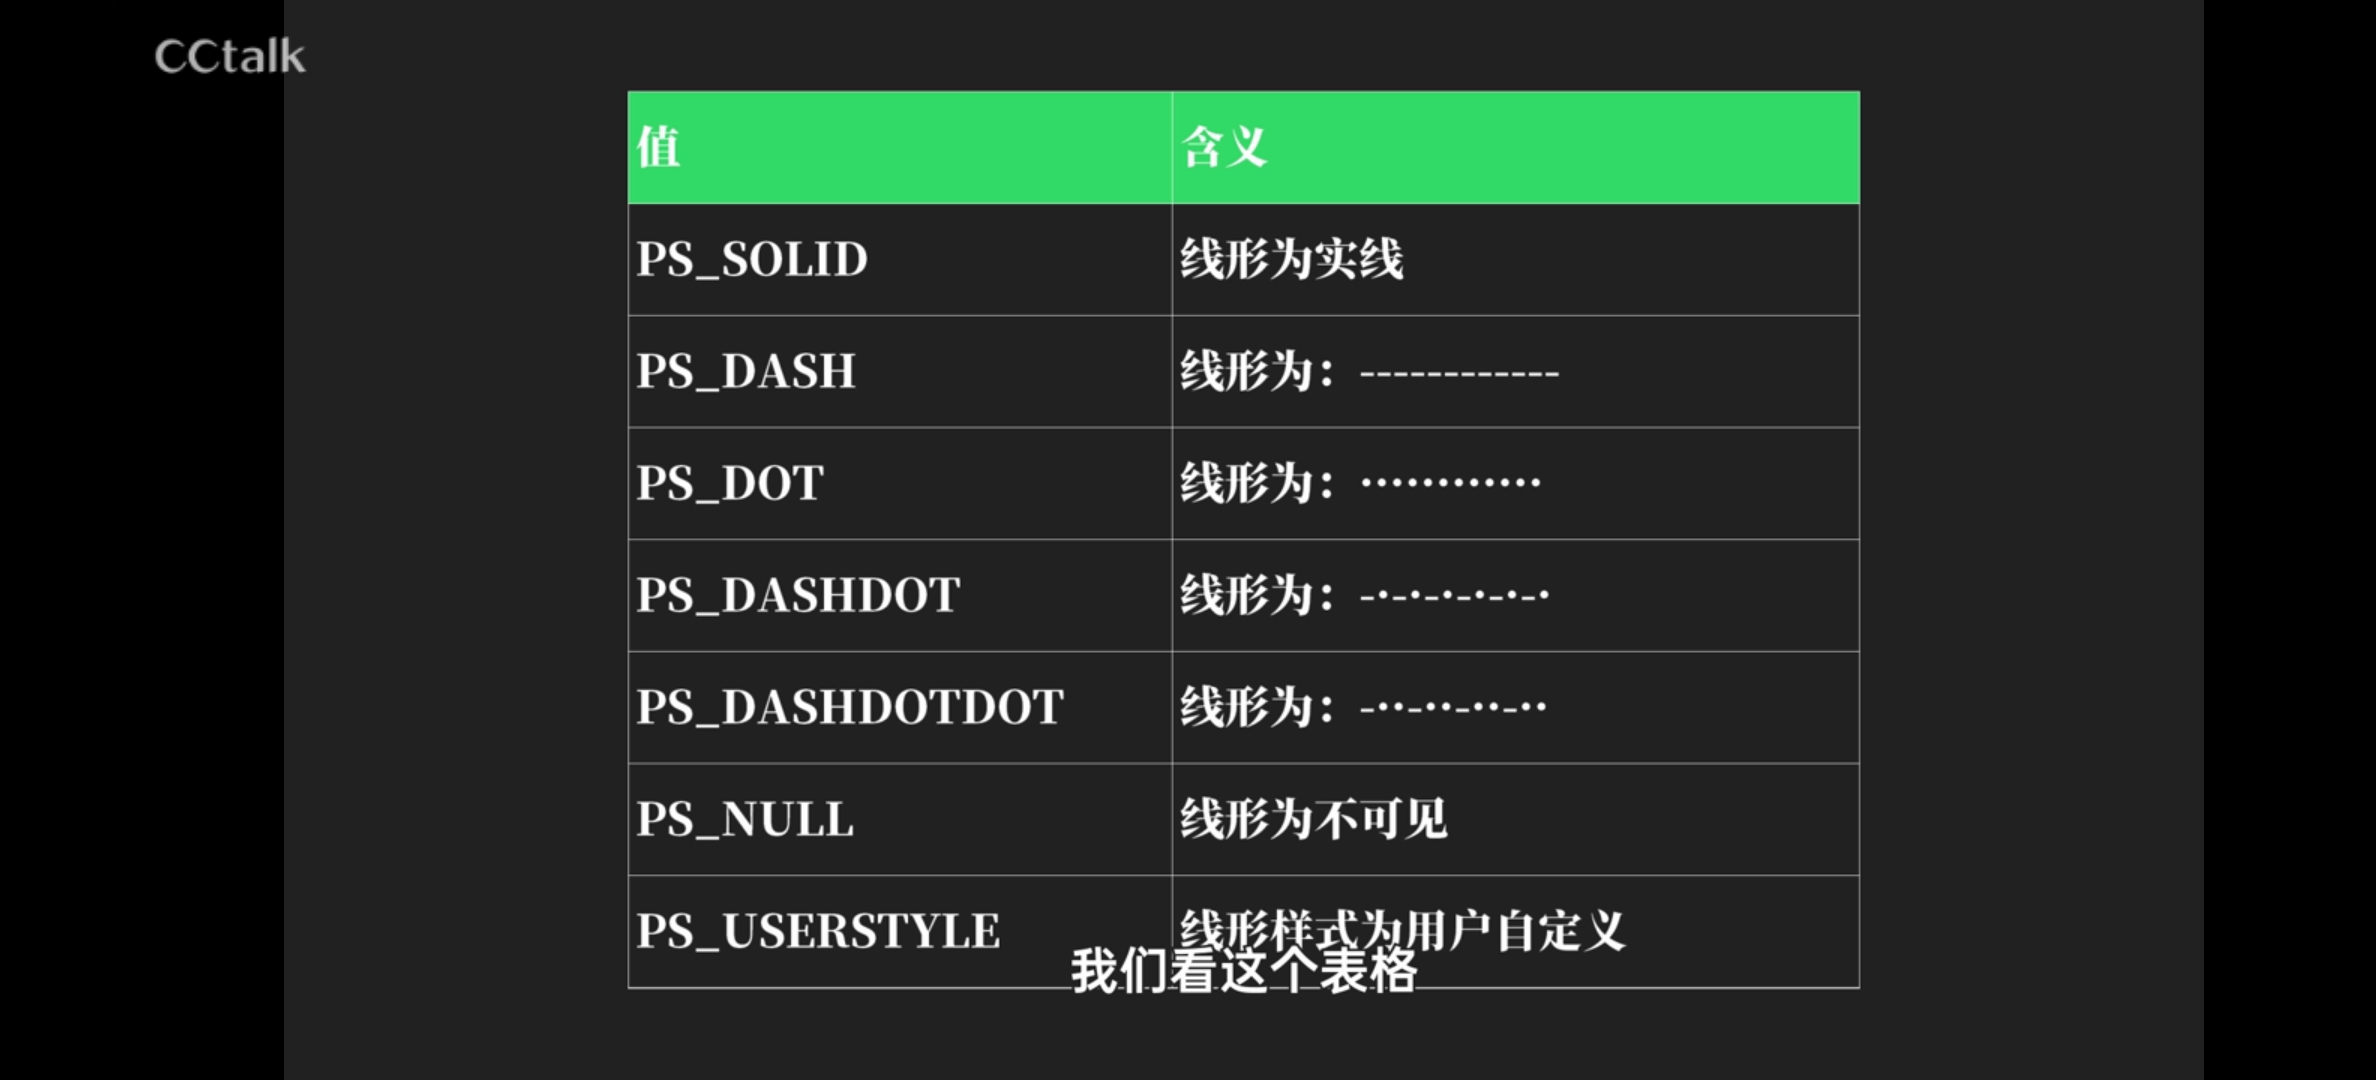 CCtalk
值 含义
PS_SOLID 线形为实线
PS_DASH 线形为：------------
PS_DOT 线形为：············
PS_DASHDOT 线形为：-·-·-·-·-·-·
PS_DASHDOTDOT 线形为：-··-··-··-··
PS_NULL 线形为不可见
PS_USERSTYLE 线形样式为用户自定义
我们看这个表格